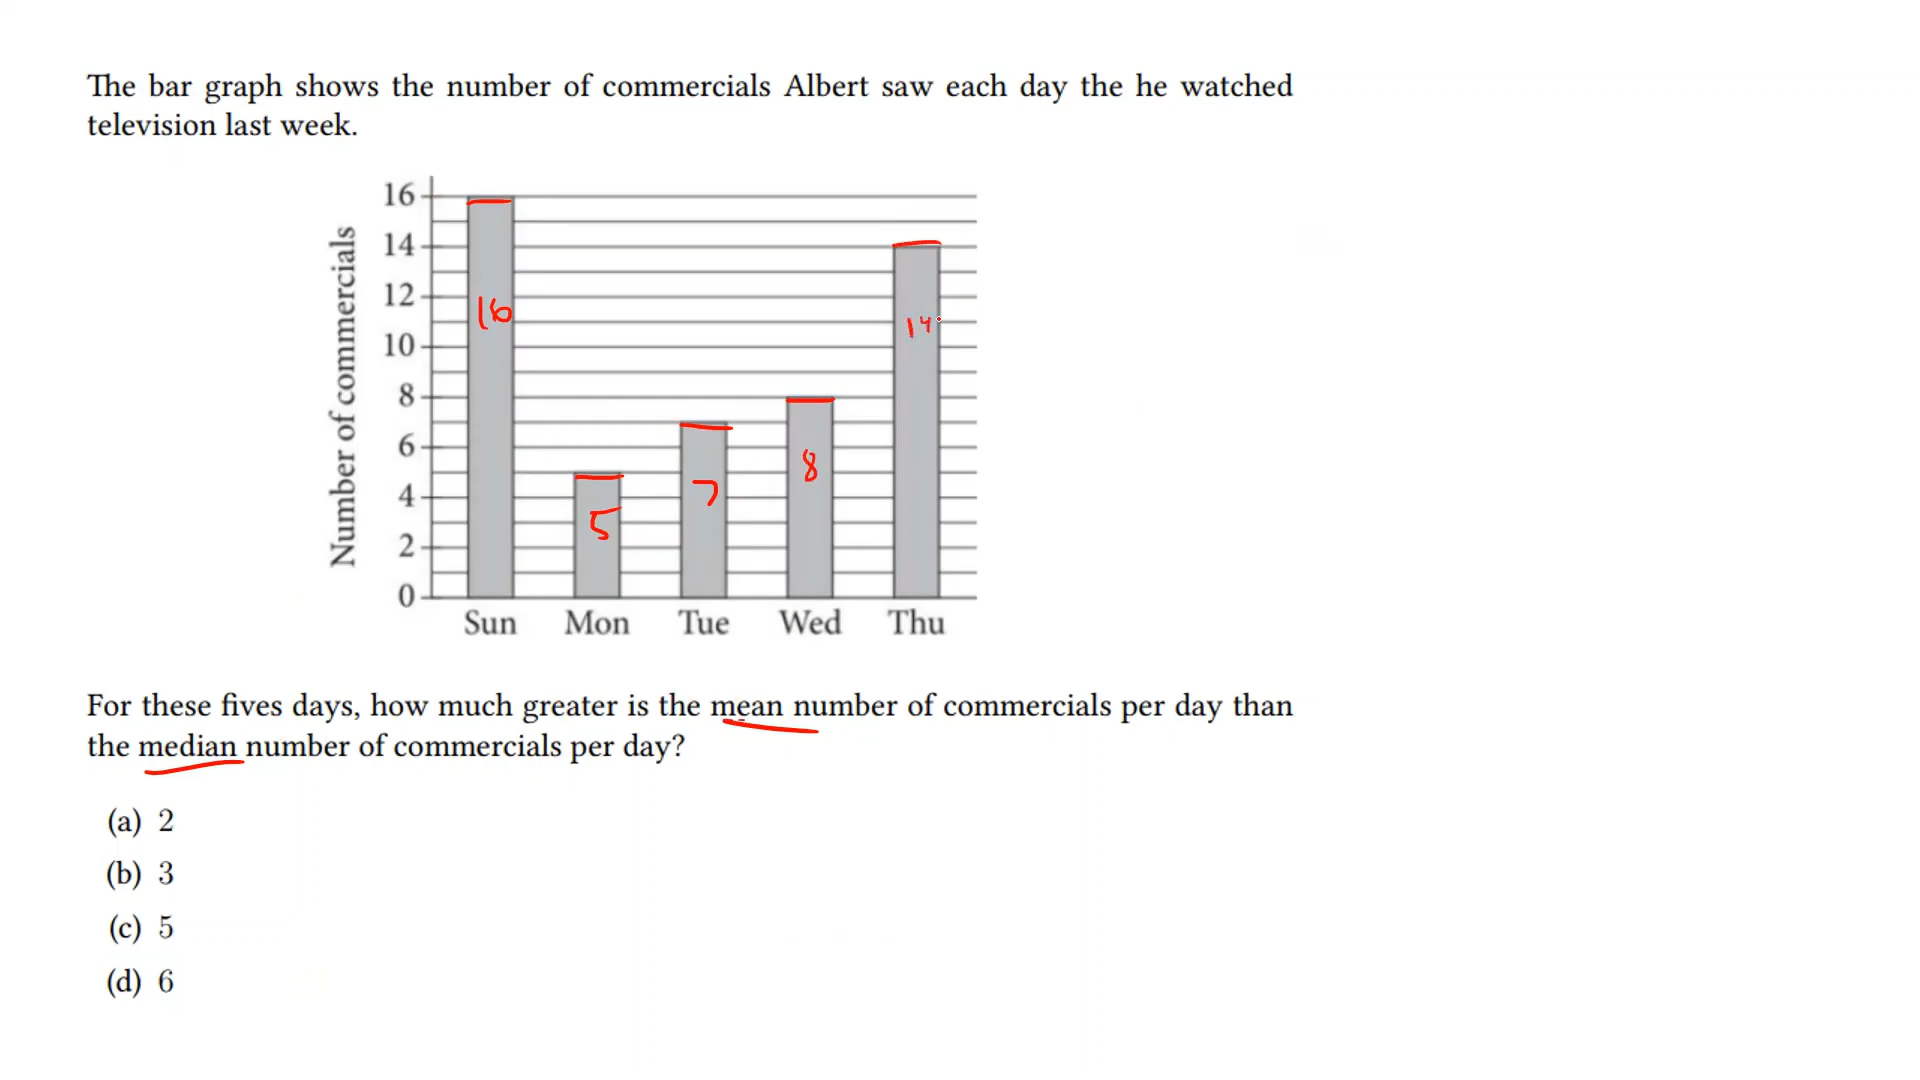 The bar graph shows the number of commercials Albert saw each day the he watched
television last week.
Number of commercials
16
14
12
10
8
6
4
2
0
16
5
7
8
14
Sun Mon Tue Wed Thu
For these fives days, how much greater is the mean number of commercials per day than
the median number of commercials per day?
(a) 2
(b) 3
(c) 5
(d) 6